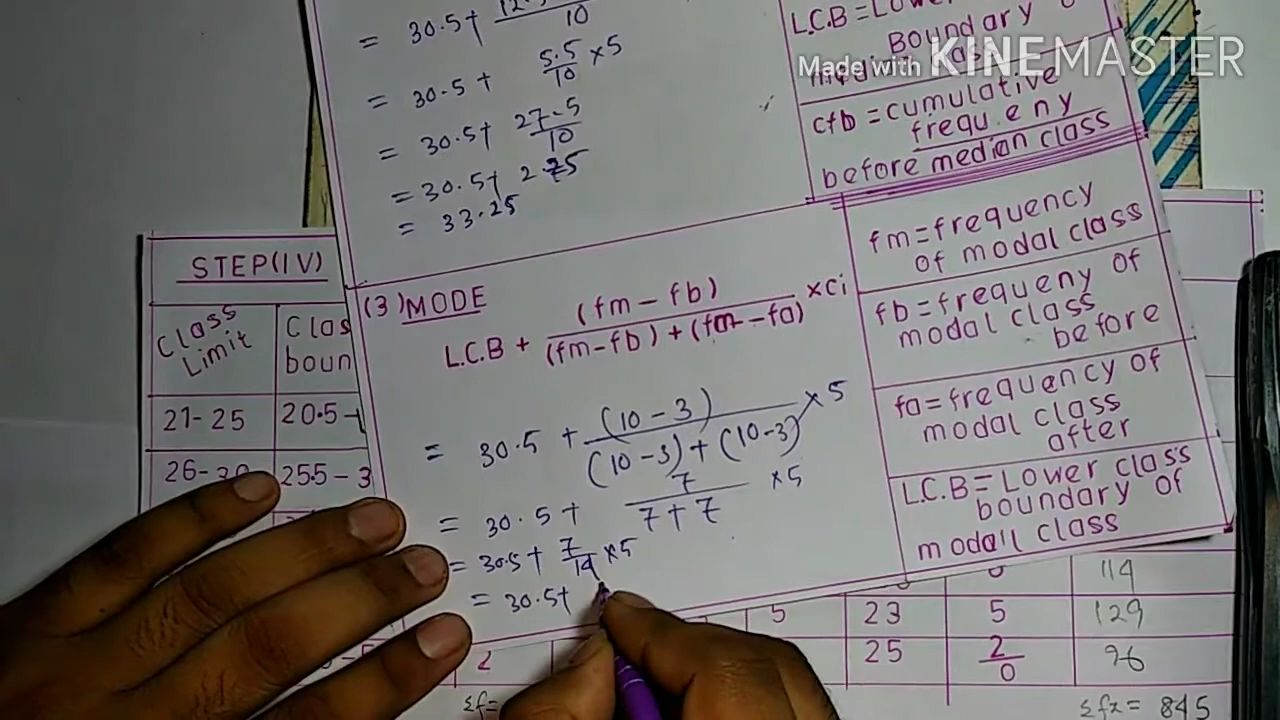 = 30.5+
10
= 30.5+ 5.5/10 ×5
= 30.5+ 27.5/10
= 30.5+ 2.75
= 33.25
L.C.B=Lower
Boundary
Made with KINEMASTER
cfb = cumulative
frequ.eny
before median class
STEP(IV)
Class Limit
21-25 20.5-
26-30 25.5-3
(3) MODE
L.C.B + (fm-fb)/(fm-fb)+(fm-fa) ×ci
= 30.5 + (10-3)/(10-3)+(10-3) ×5
= 30.5+ 7/7+7 ×5
= 30.5+ 7/14 ×5
= 30.5+
fm=frequency
of modal class
fb=frequeny of
modal class
before
fa=frequency of
modal class
after
L.C.B=Lower class
boundary of
modall class
114
5 23 5 129
2 25 2/0 96
Σf=
Σfx= 845